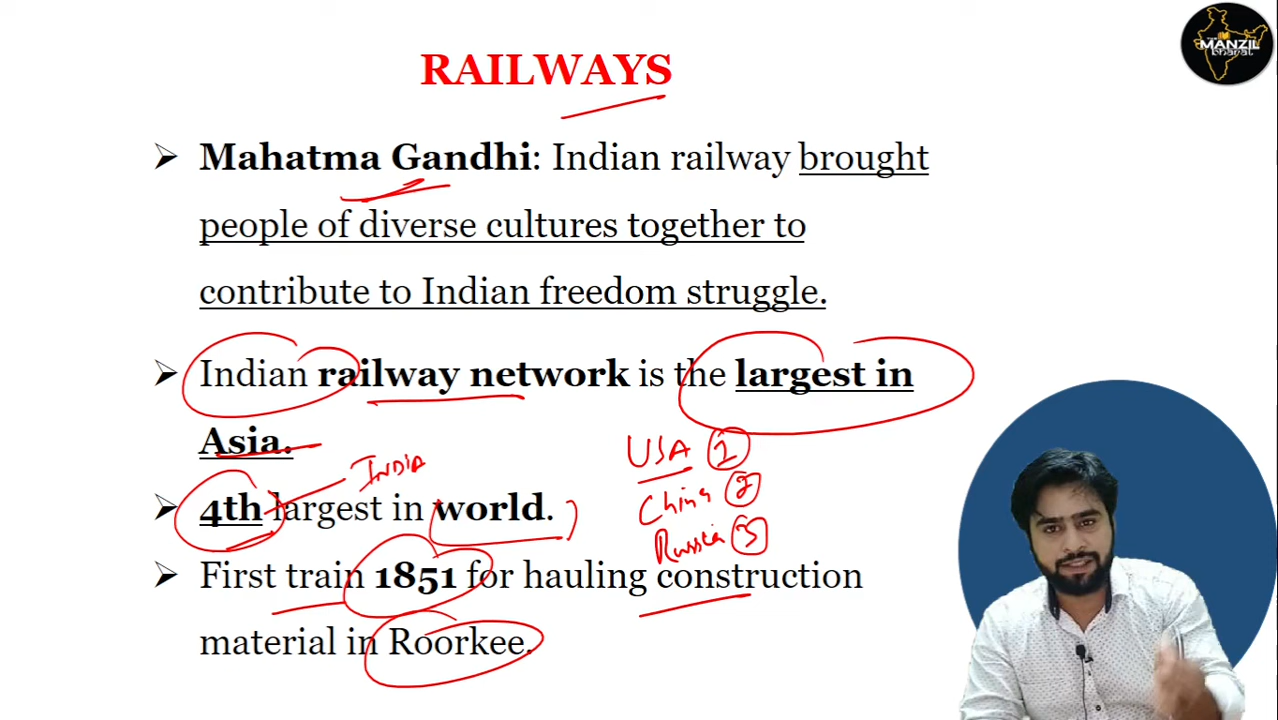 RAILWAYS
THE
MANZIL
bharat
➢ Mahatma Gandhi: Indian railway brought
people of diverse cultures together to
contribute to Indian freedom struggle.
➢ Indian railway network is the largest in
Asia.
USA 1
INDIA
China 2
➢ 4th largest in world.
Russia 3
➢ First train 1851 for hauling construction
material in Roorkee.